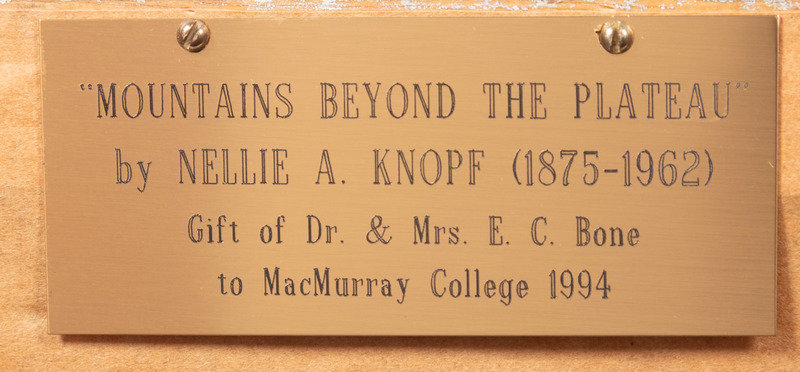 "MOUNTAINS BEYOND THE PLATEAU"
by NELLIE A. KNOPF (1875-1962)
Gift of Dr. & Mrs. E. C. Bone
to MacMurray College 1994